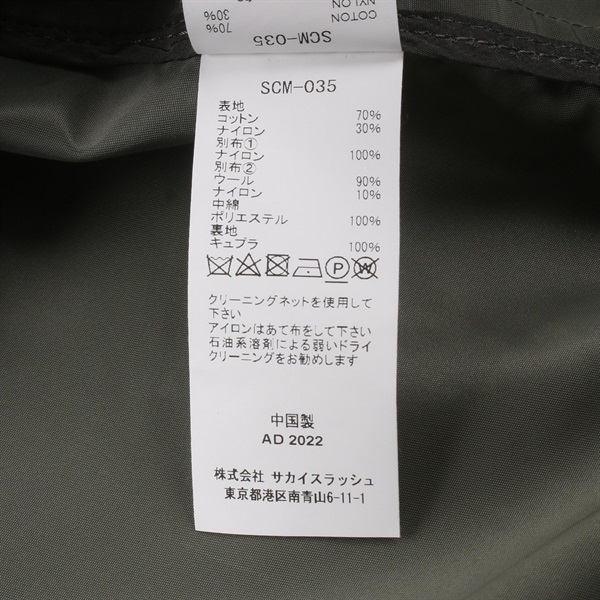 COTTON 70%
NYLON 30%
SCM-035
SCM-035
表地
コットン 70%
ナイロン 30%
別布①
ナイロン 100%
別布②
ウール 90%
ナイロン 10%
中綿
ポリエステル 100%
裏地
キュプラ 100%
クリーニングネットを使用して
下さい
アイロンはあて布をして下さい
石油系溶剤による弱いドライ
クリーニングをお勧めします
中国製
AD 2022
株式会社 サカイスラッシュ
東京都港区南青山6-11-1